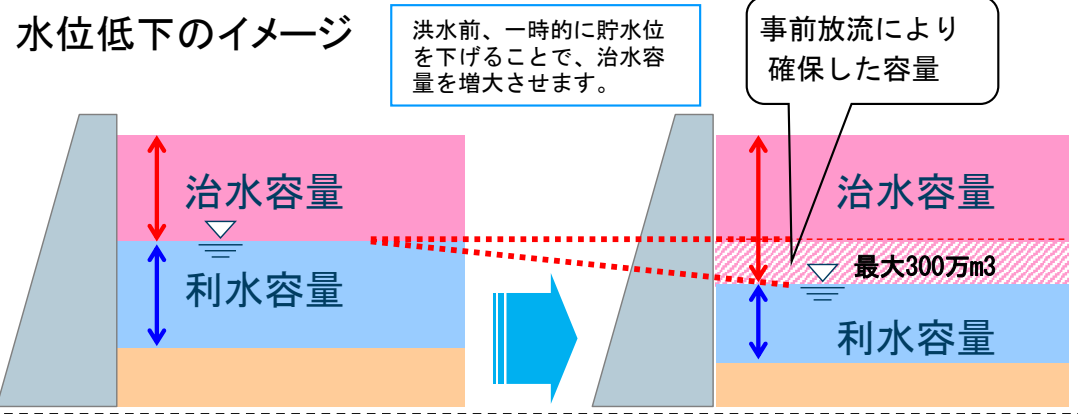 水位低下のイメージ
洪水前、一時的に貯水位
を下げることで、治水容
量を増大させます。
事前放流により
確保した容量
治水容量
利水容量
治水容量
最大300万m3
利水容量